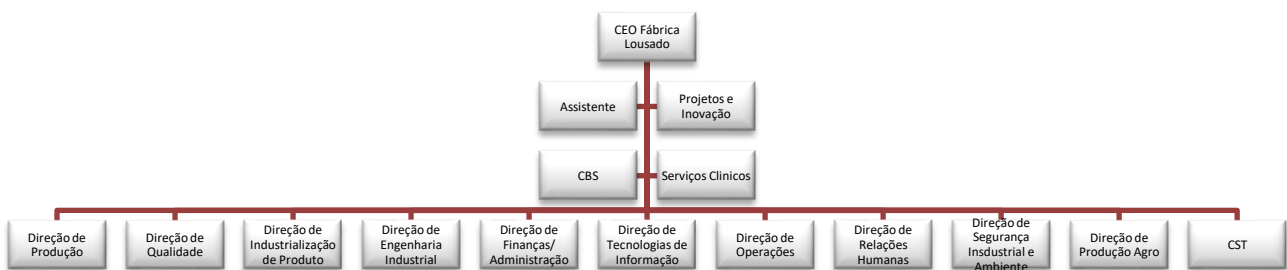 CEO Fábrica
Lousado
Assistente
Projetos e
Inovação
CBS
Serviços Clinicos
Direção de
Produção
Direção de
Qualidade
Direção de
Industrialização
de Produto
Direção de
Engenharia
Industrial
Direção de
Finanças/
Administração
Direção de
Tecnologias de
Informação
Direção de
Operações
Direção de
Relações
Humanas
Direção de
Segurança
Insdustrial e
Ambiente
Direção de
Produção Agro
CST